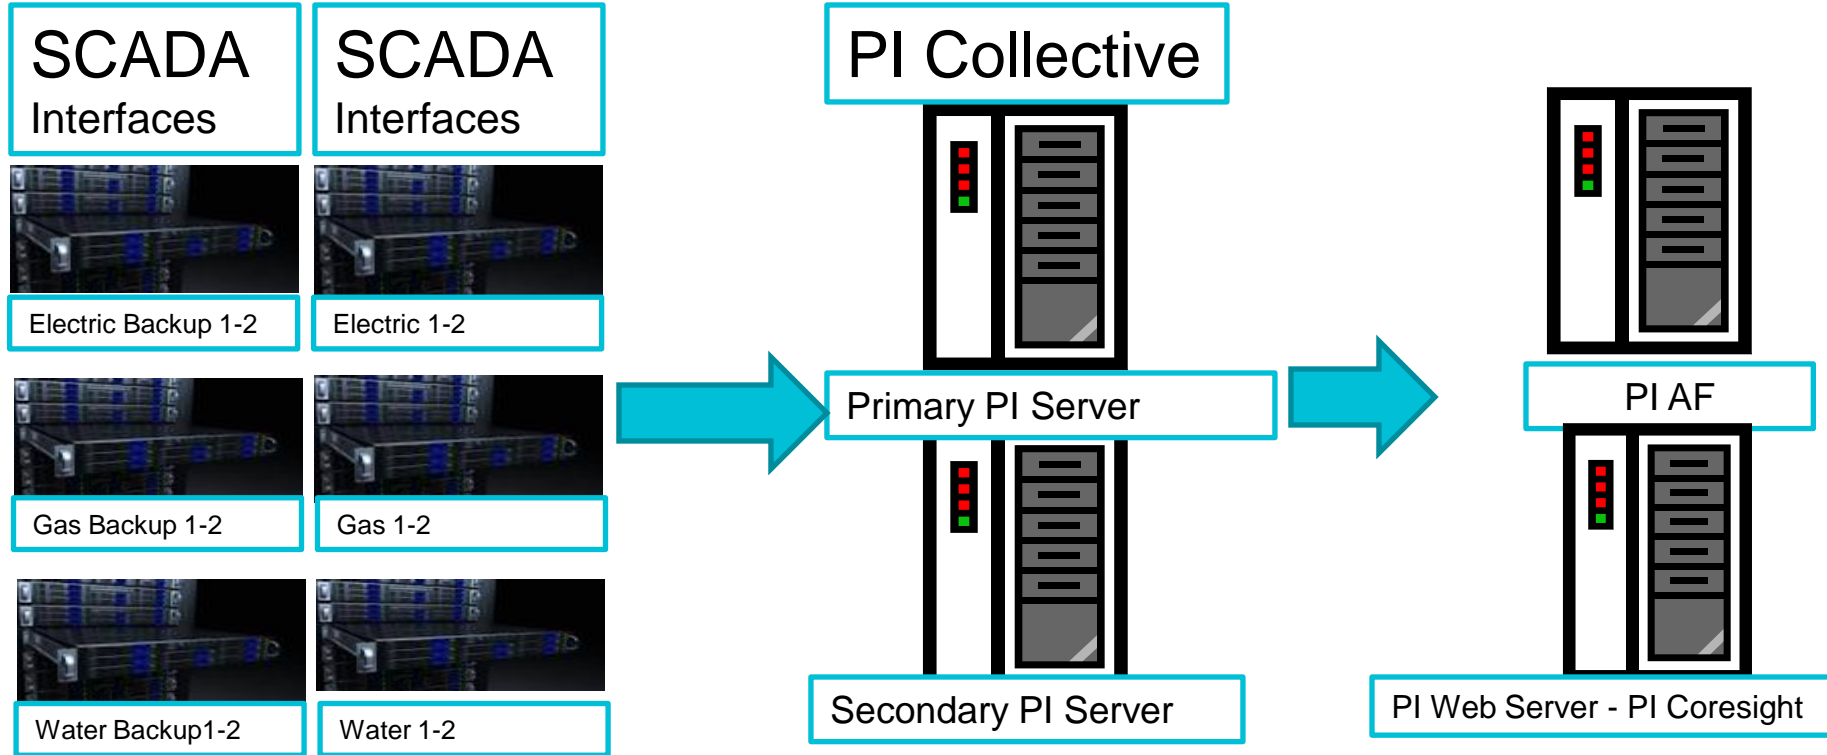 SCADA
Interfaces
SCADA
Interfaces
Electric Backup 1-2
Electric 1-2
Gas Backup 1-2
Gas 1-2
Water Backup1-2
Water 1-2
PI Collective
Primary PI Server
Secondary PI Server
PI AF
PI Web Server - PI Coresight